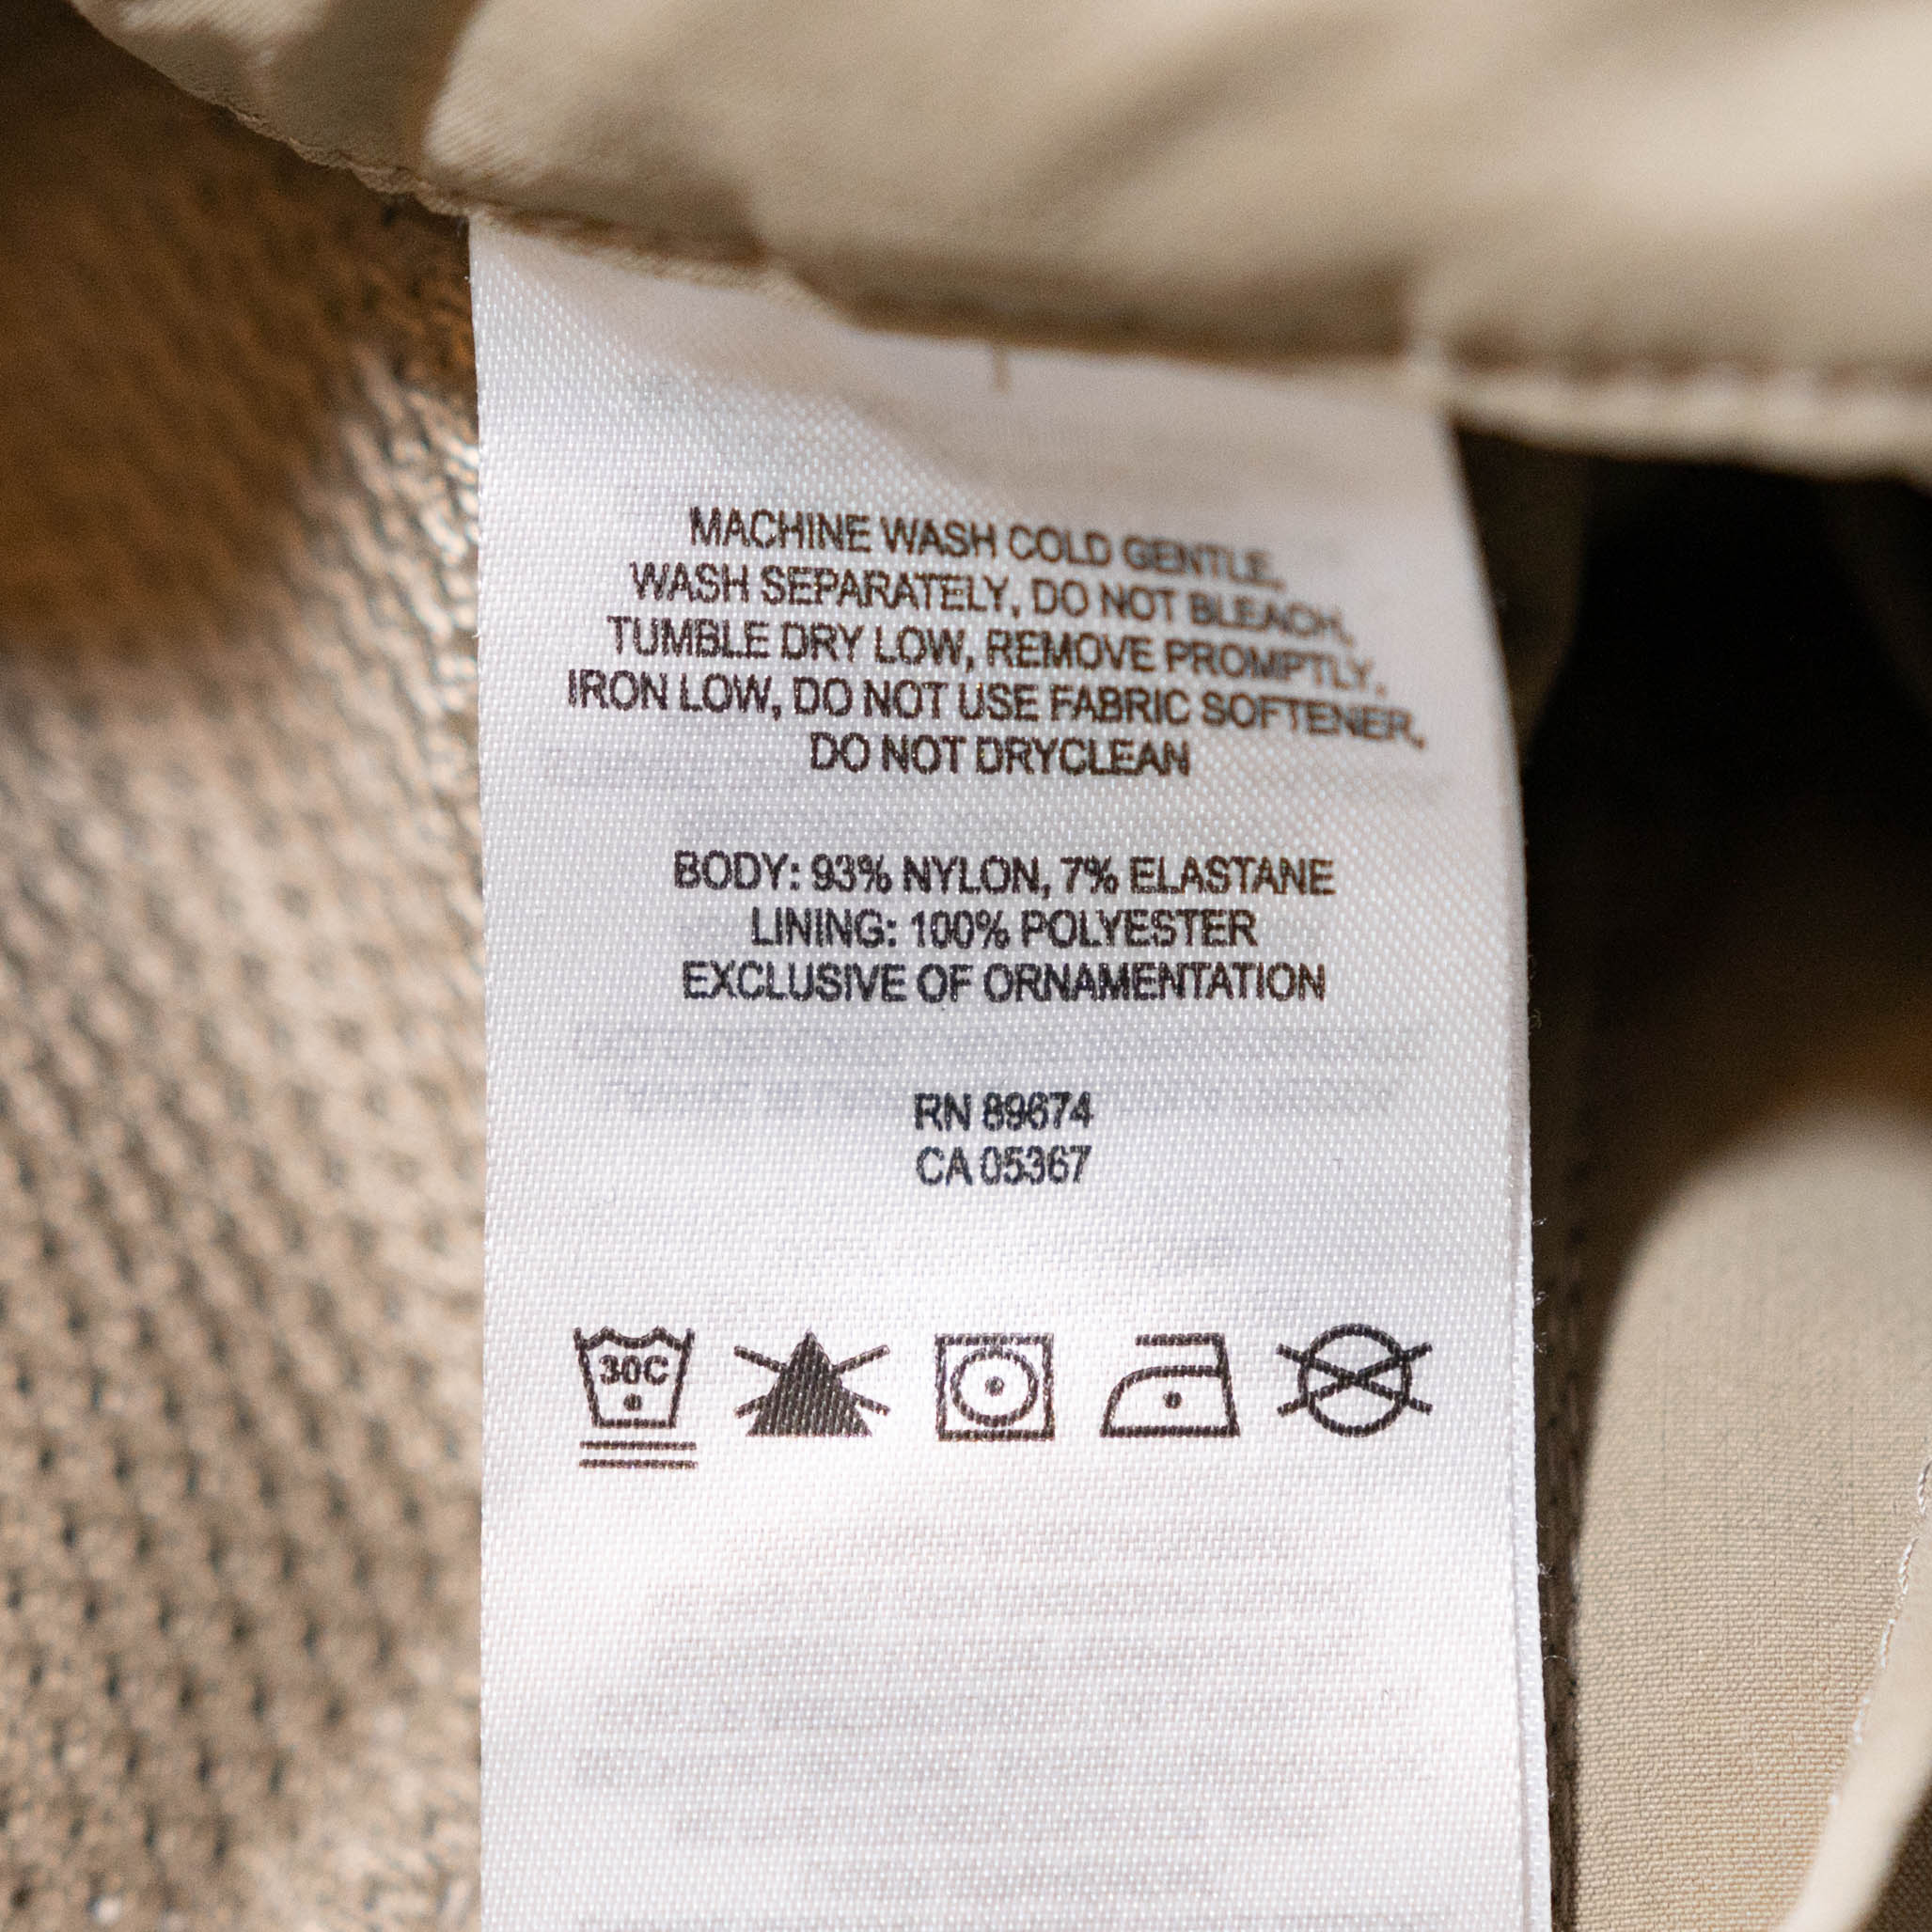 MACHINE WASH COLD GENTLE,
WASH SEPARATELY, DO NOT BLEACH,
TUMBLE DRY LOW, REMOVE PROMPTLY,
IRON LOW, DO NOT USE FABRIC SOFTENER,
DO NOT DRYCLEAN
BODY: 93% NYLON, 7% ELASTANE
LINING: 100% POLYESTER
EXCLUSIVE OF ORNAMENTATION
RN 89674
CA 05367
30C